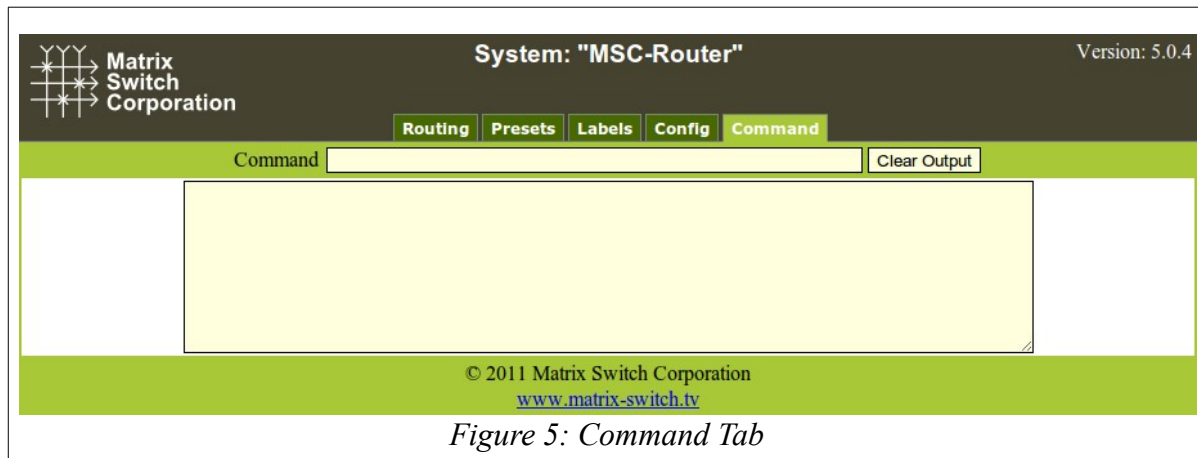 Matrix
Switch
Corporation
System: "MSC-Router"
Version: 5.0.4
Routing Presets Labels Config Command
Command Clear Output
© 2011 Matrix Switch Corporation
www.matrix-switch.tv
Figure 5: Command Tab